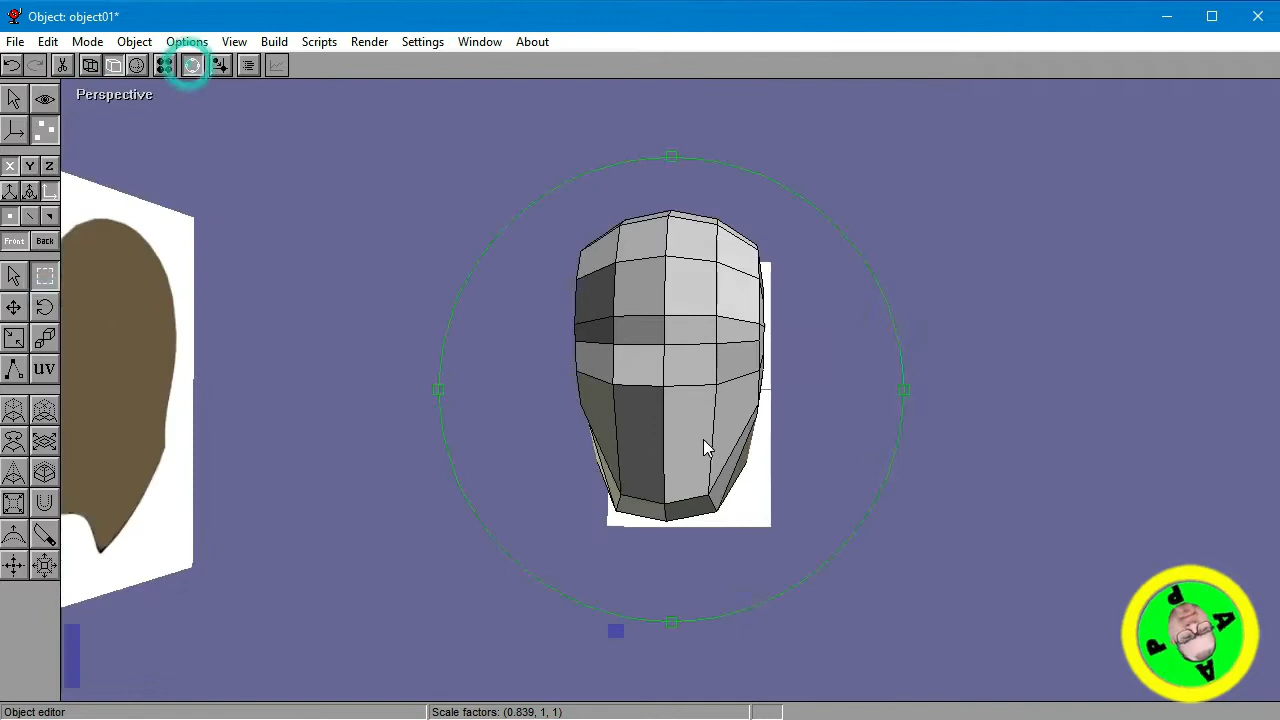 Object: object01*
File Edit Mode Object Options View Build Scripts Render Settings Window About
Perspective
X Y Z
Front Back
UV
P A P A
Object editor Scale factors: (0.839, 1, 1)